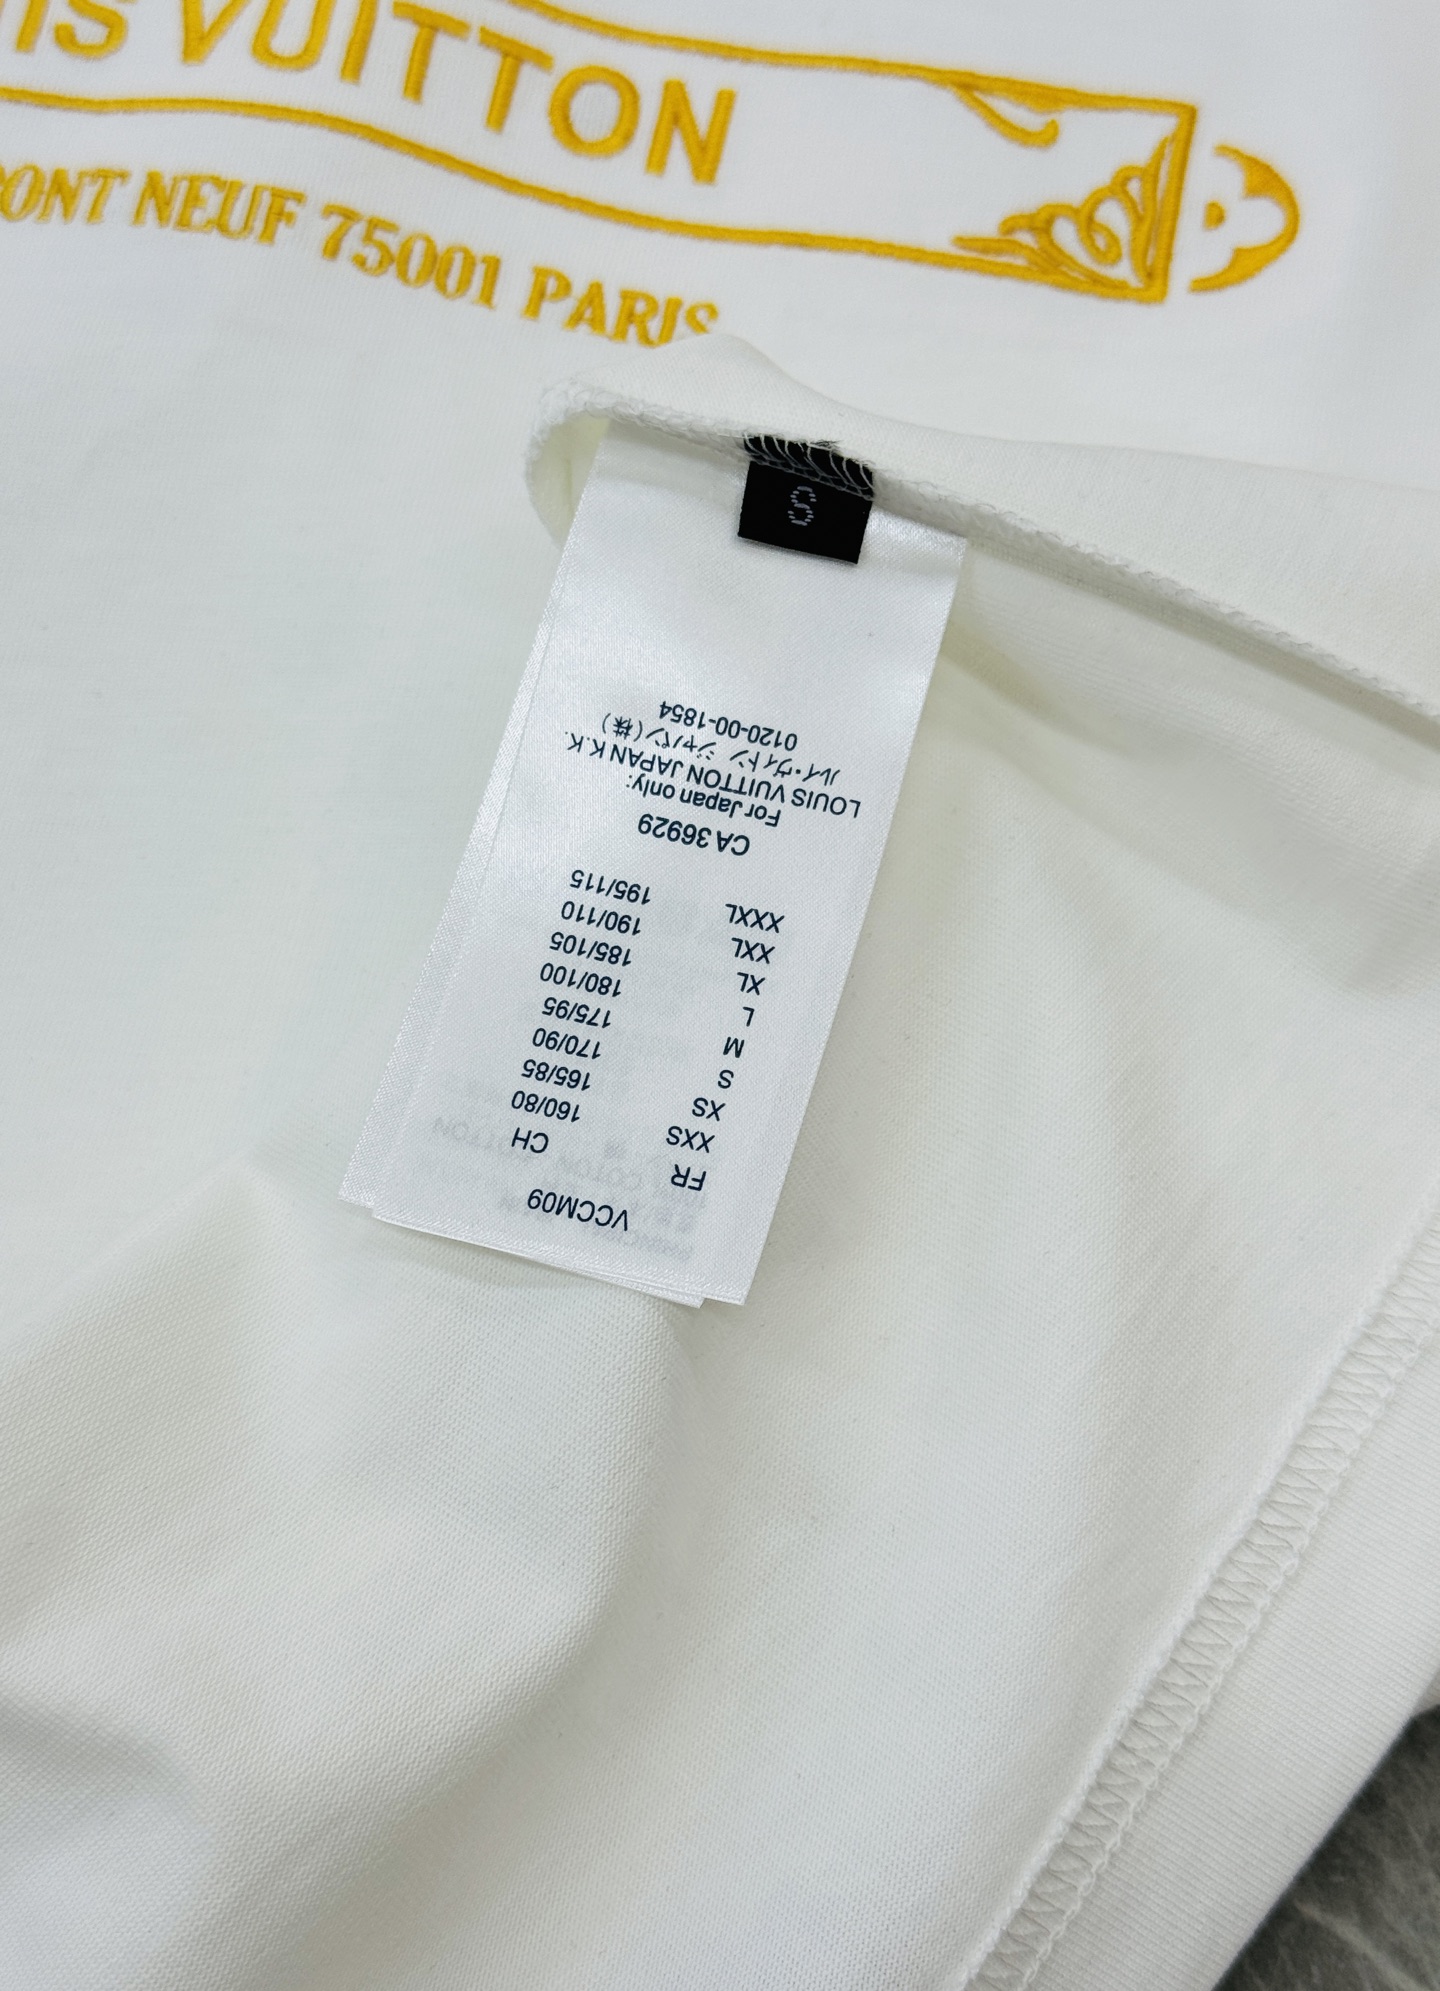 IS VUITTON
PONT NEUF 75001 PARIS
S
VCCM09
FR CH
XXS 160/80
XS 165/85
S 170/90
M 175/95
L 180/100
XL 185/105
XXL 190/110
XXXL 195/115
CA 36929
For Japan only:
LOUIS VUITTON JAPAN K.K.
ルイ・ヴィトン ジャパン(株)
0120-00-1854